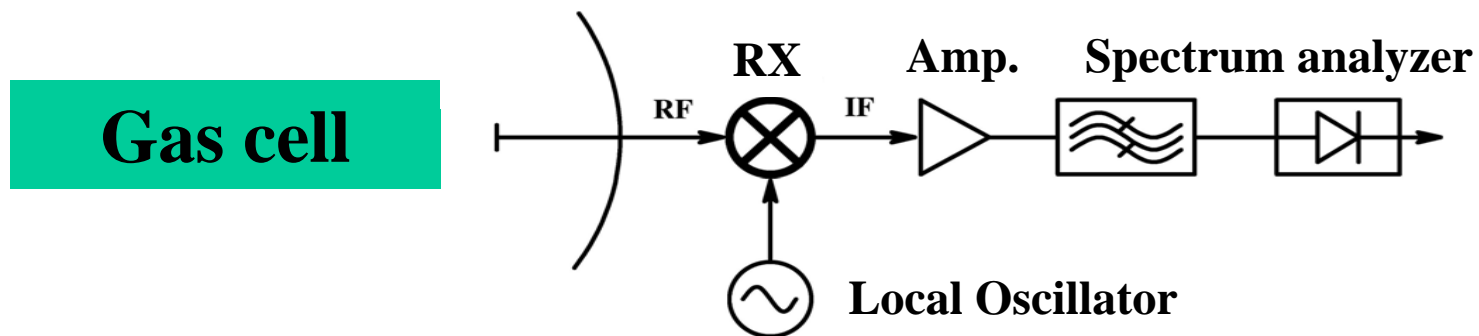 RX
Amp.
Spectrum analyzer
Gas cell
RF
IF
Local Oscillator